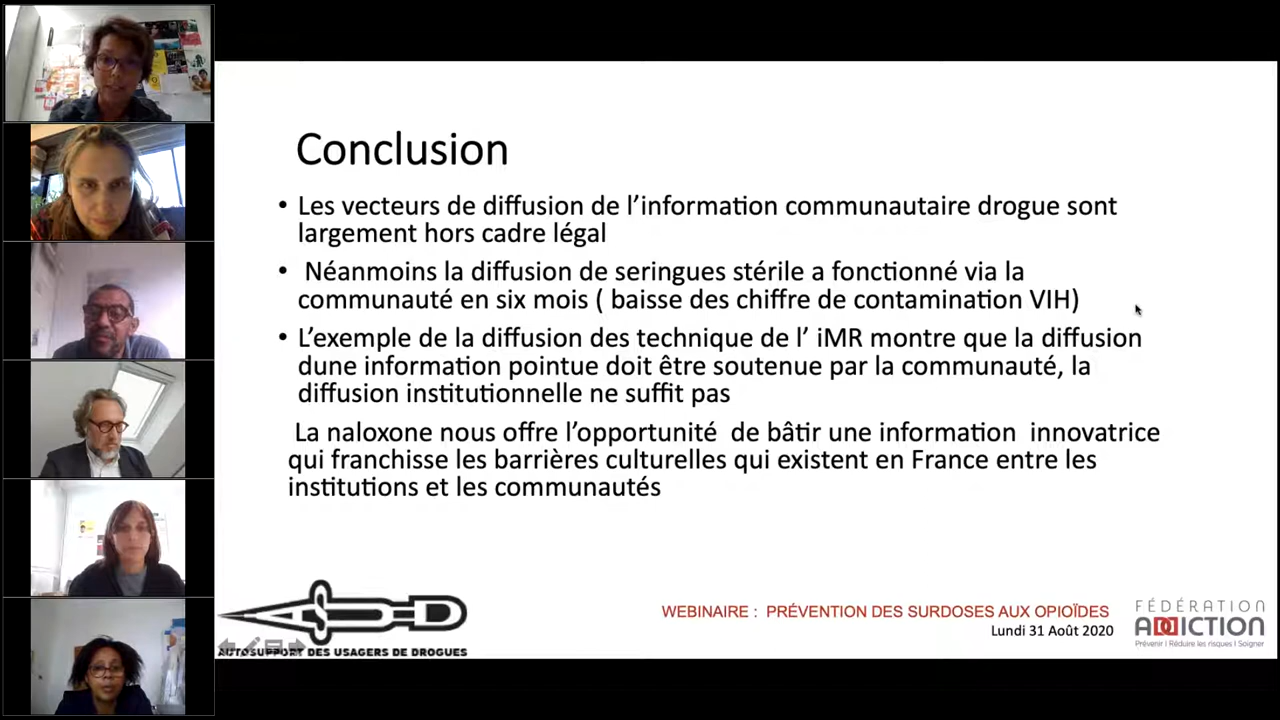 Conclusion
• Les vecteurs de diffusion de l’information communautaire drogue sont
largement hors cadre légal
• Néanmoins la diffusion de seringues stérile a fonctionné via la
communauté en six mois ( baisse des chiffre de contamination VIH)
• L’exemple de la diffusion des technique de l’ iMR montre que la diffusion
dune information pointue doit être soutenue par la communauté, la
diffusion institutionnelle ne suffit pas
La naloxone nous offre l’opportunité de bâtir une information innovatrice
qui franchisse les barrières culturelles qui existent en France entre les
institutions et les communautés
ASUD
AUTOSUPPORT DES USAGERS DE DROGUES
WEBINAIRE : PRÉVENTION DES SURDOSES AUX OPIOÏDES
Lundi 31 Août 2020
FÉDÉRATION
ADDICTION
Prévenir I Réduire les risques I Soigner